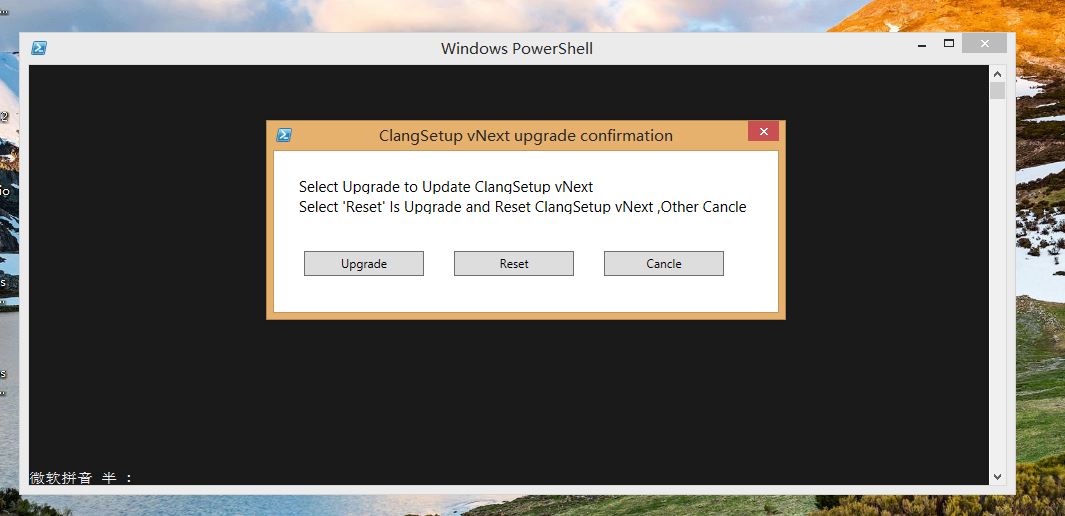 Windows PowerShell
ClangSetup vNext upgrade confirmation
Select Upgrade to Update ClangSetup vNext
Select 'Reset' Is Upgrade and Reset ClangSetup vNext ,Other Cancle
Upgrade
Reset
Cancle
微软拼音 半 :